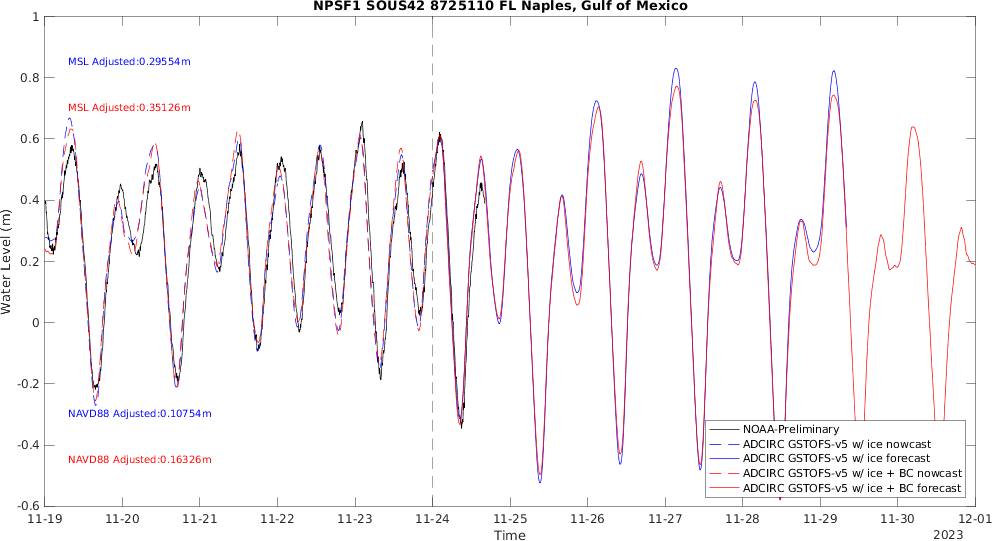 NPSF1 SOUS42 8725110 FL Naples, Gulf of Mexico
Water Level (m)
1
0.8
0.6
0.4
0.2
0
-0.2
-0.4
-0.6
MSL Adjusted:0.29554m
MSL Adjusted:0.35126m
NAVD88 Adjusted:0.10754m
NAVD88 Adjusted:0.16326m
NOAA-Preliminary
ADCIRC GSTOFS-v5 w/ ice nowcast
ADCIRC GSTOFS-v5 w/ ice forecast
ADCIRC GSTOFS-v5 w/ ice + BC nowcast
ADCIRC GSTOFS-v5 w/ ice + BC forecast
11-19 11-20 11-21 11-22 11-23 11-24 11-25 11-26 11-27 11-28 11-29 11-30 12-01
Time
2023